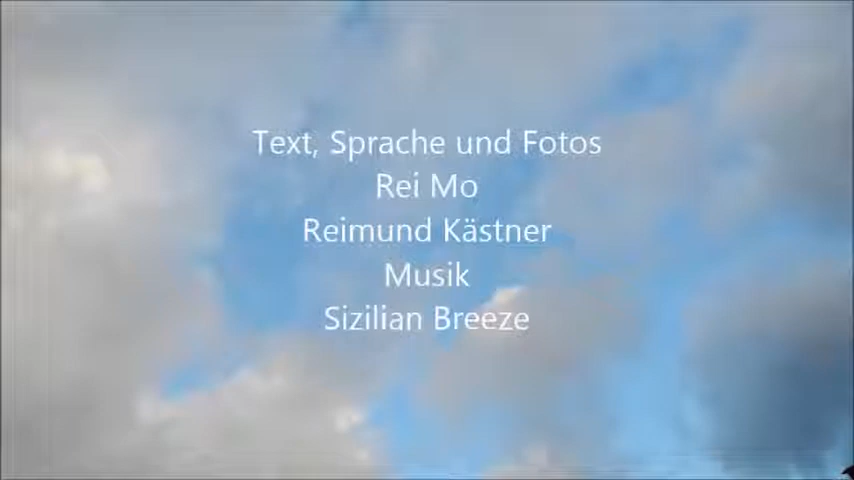 Text, Sprache und Fotos
Rei Mo
Reimund Kästner
Musik
Sizilian Breeze